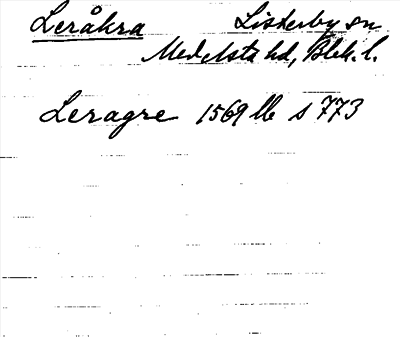 Leråkra Listerby sn
Medelsta hd, Blek. l.
Leragre 1569 lb s 773